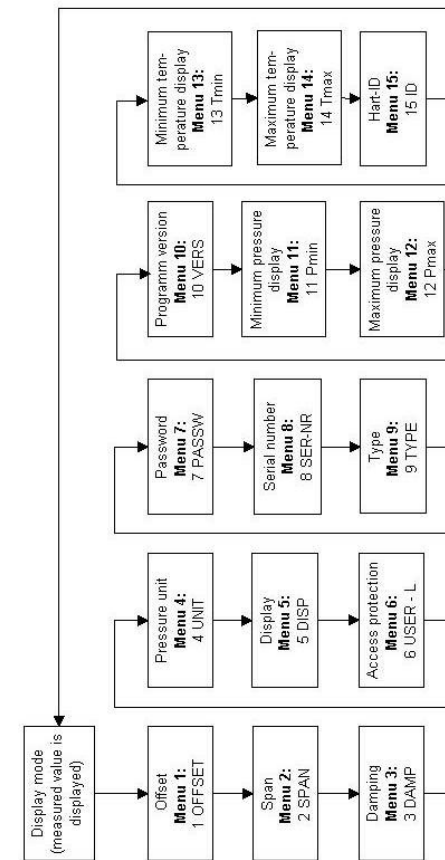 Display mode
(measured value is
displayed)
Offset
Menu 1:
1 OFFSET
Span
Menu 2:
2 SPAN
Damping
Menu 3:
3 DAMP
Pressure unit
Menu 4:
4 UNIT
Display
Menu 5:
5 DISP
Access protection
Menu 6:
6 USER - L
Password
Menu 7:
7 PASSW
Serial number
Menu 8:
8 SER-NR
Type
Menu 9:
9 TYPE
Programm version
Menu 10:
10 VERS
Minimum pressure
display
Menu 11:
11 Pmin
Maximum pressure
display
Menu 12:
12 Pmax
Minimum tem-
perature display
Menu 13:
13 Tmin
Maximum tem-
perature display
Menu 14:
14 Tmax
Hart-ID
Menu 15:
15 ID